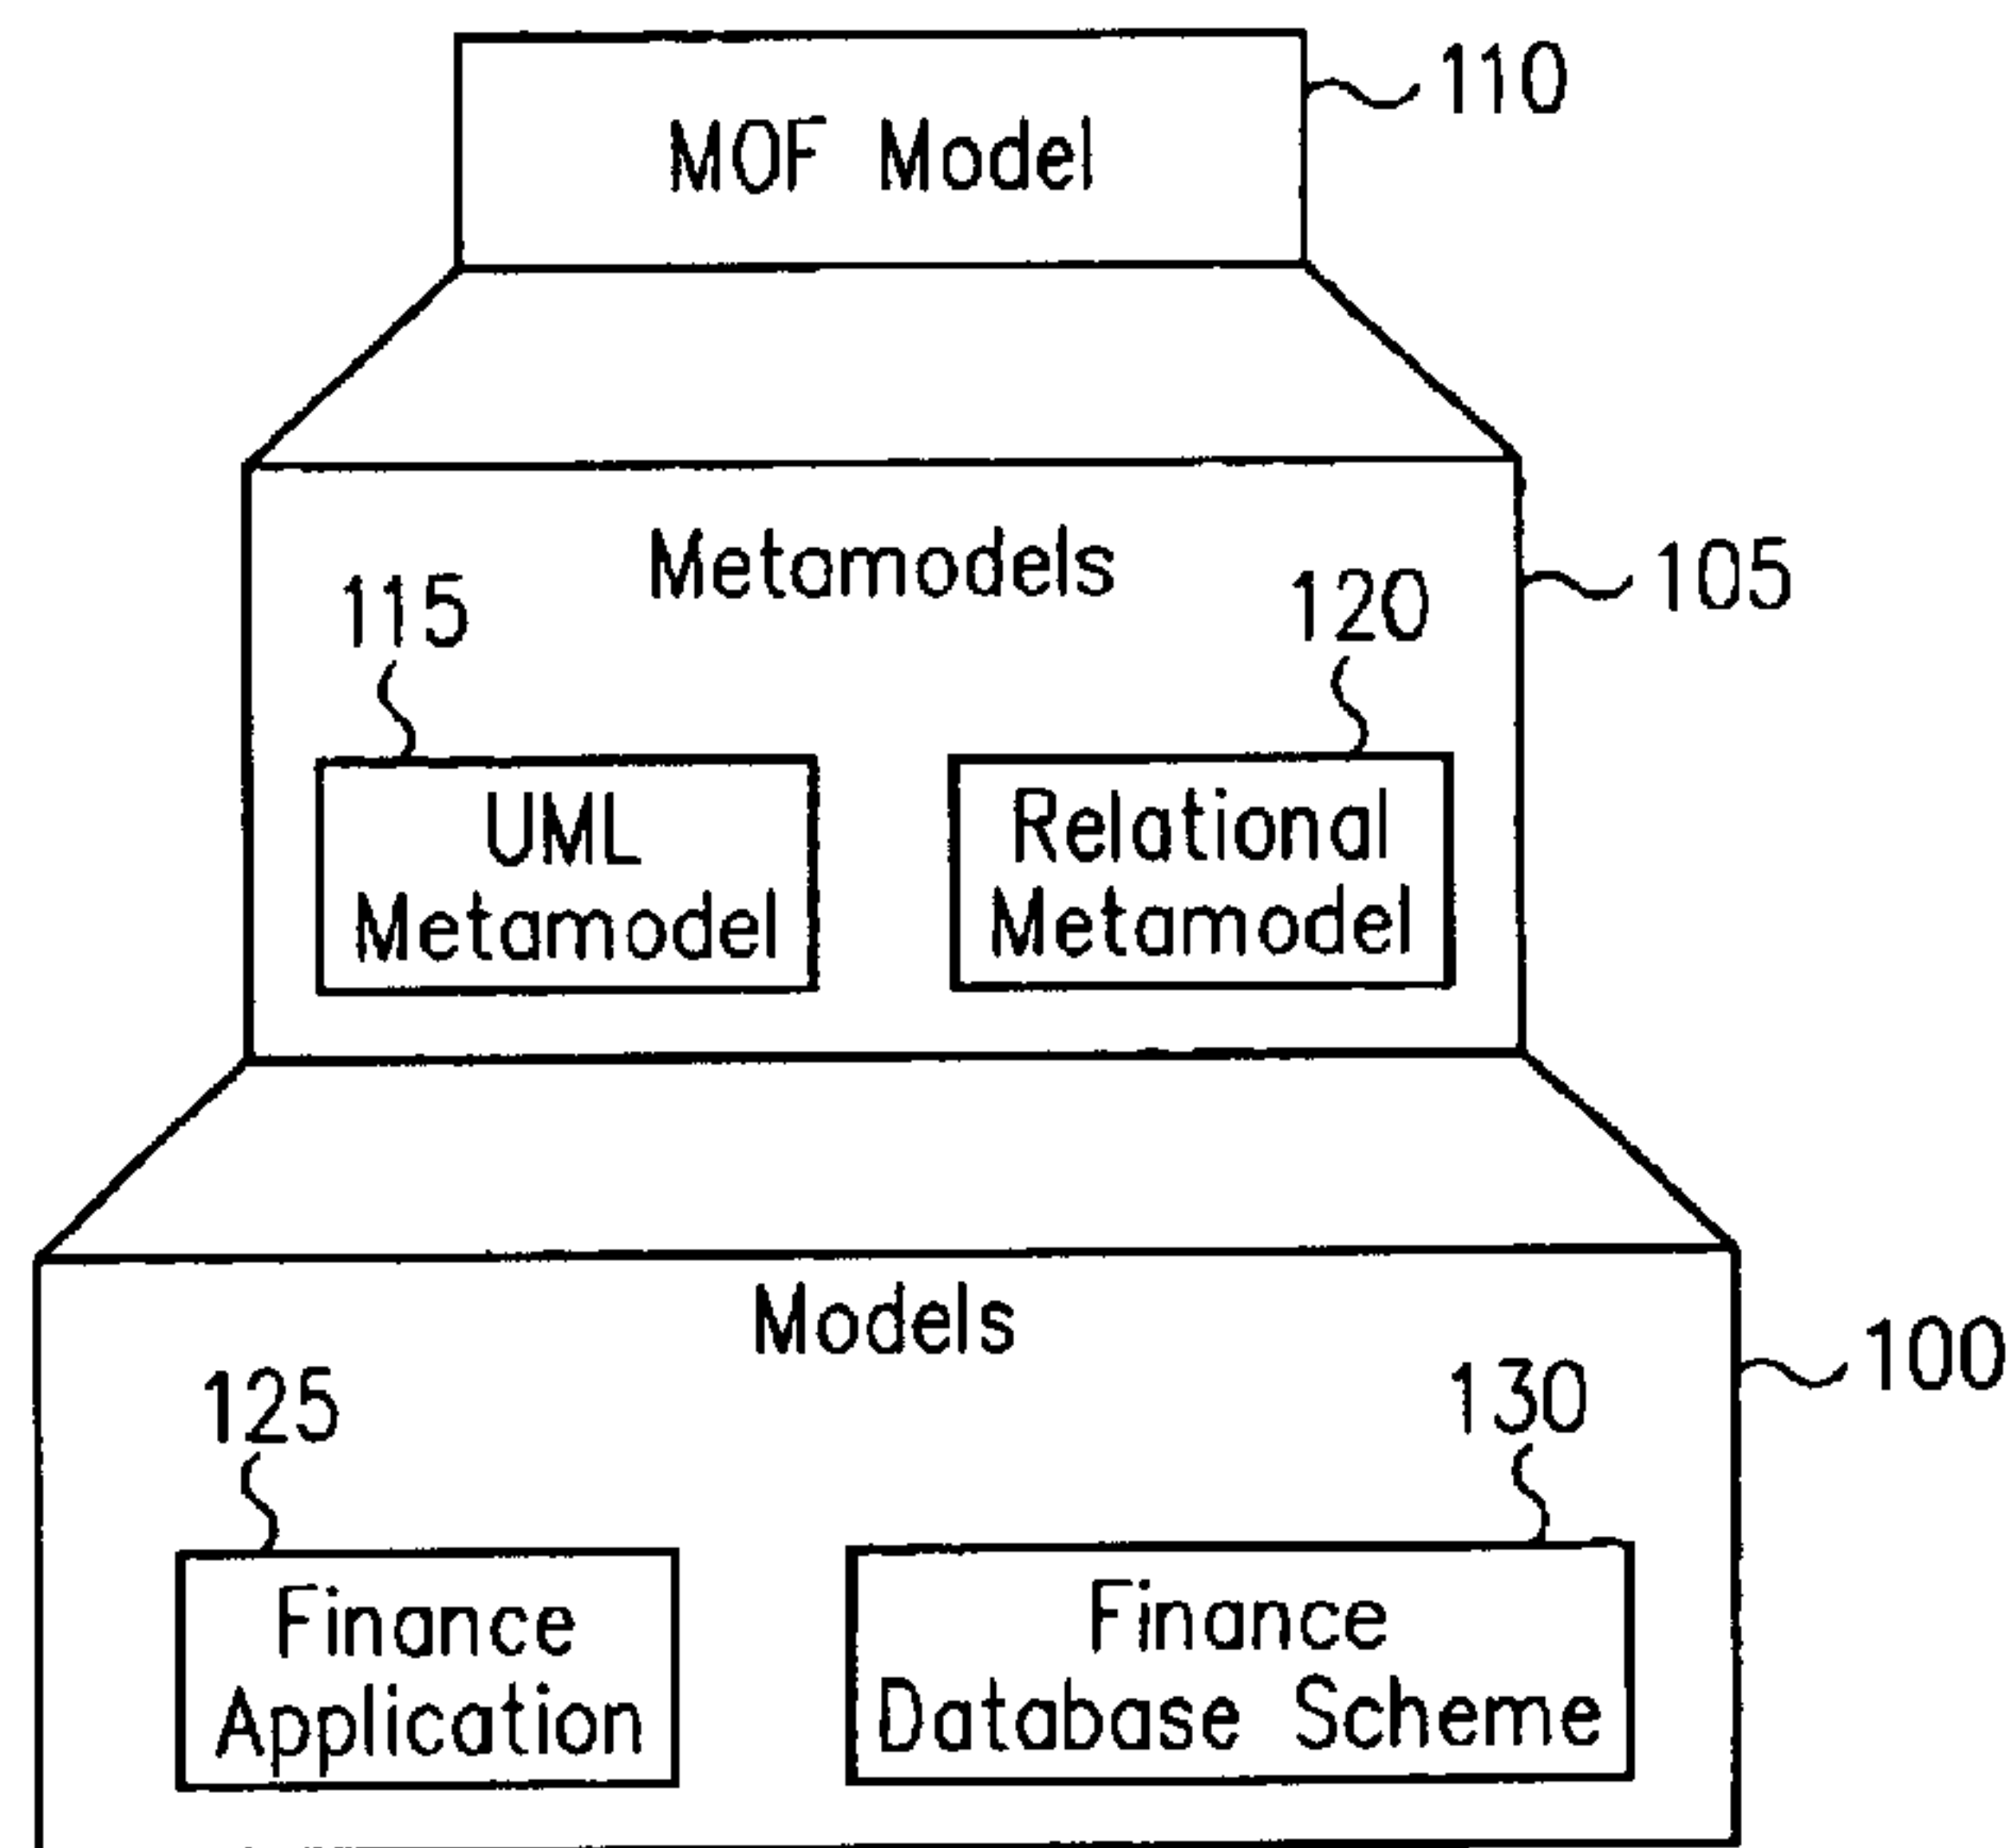 110
MOF Model
Metamodels
105
115
120
UML
Metamodel
Relational
Metamodel
Models
100
125
130
Finance
Application
Finance
Database Scheme